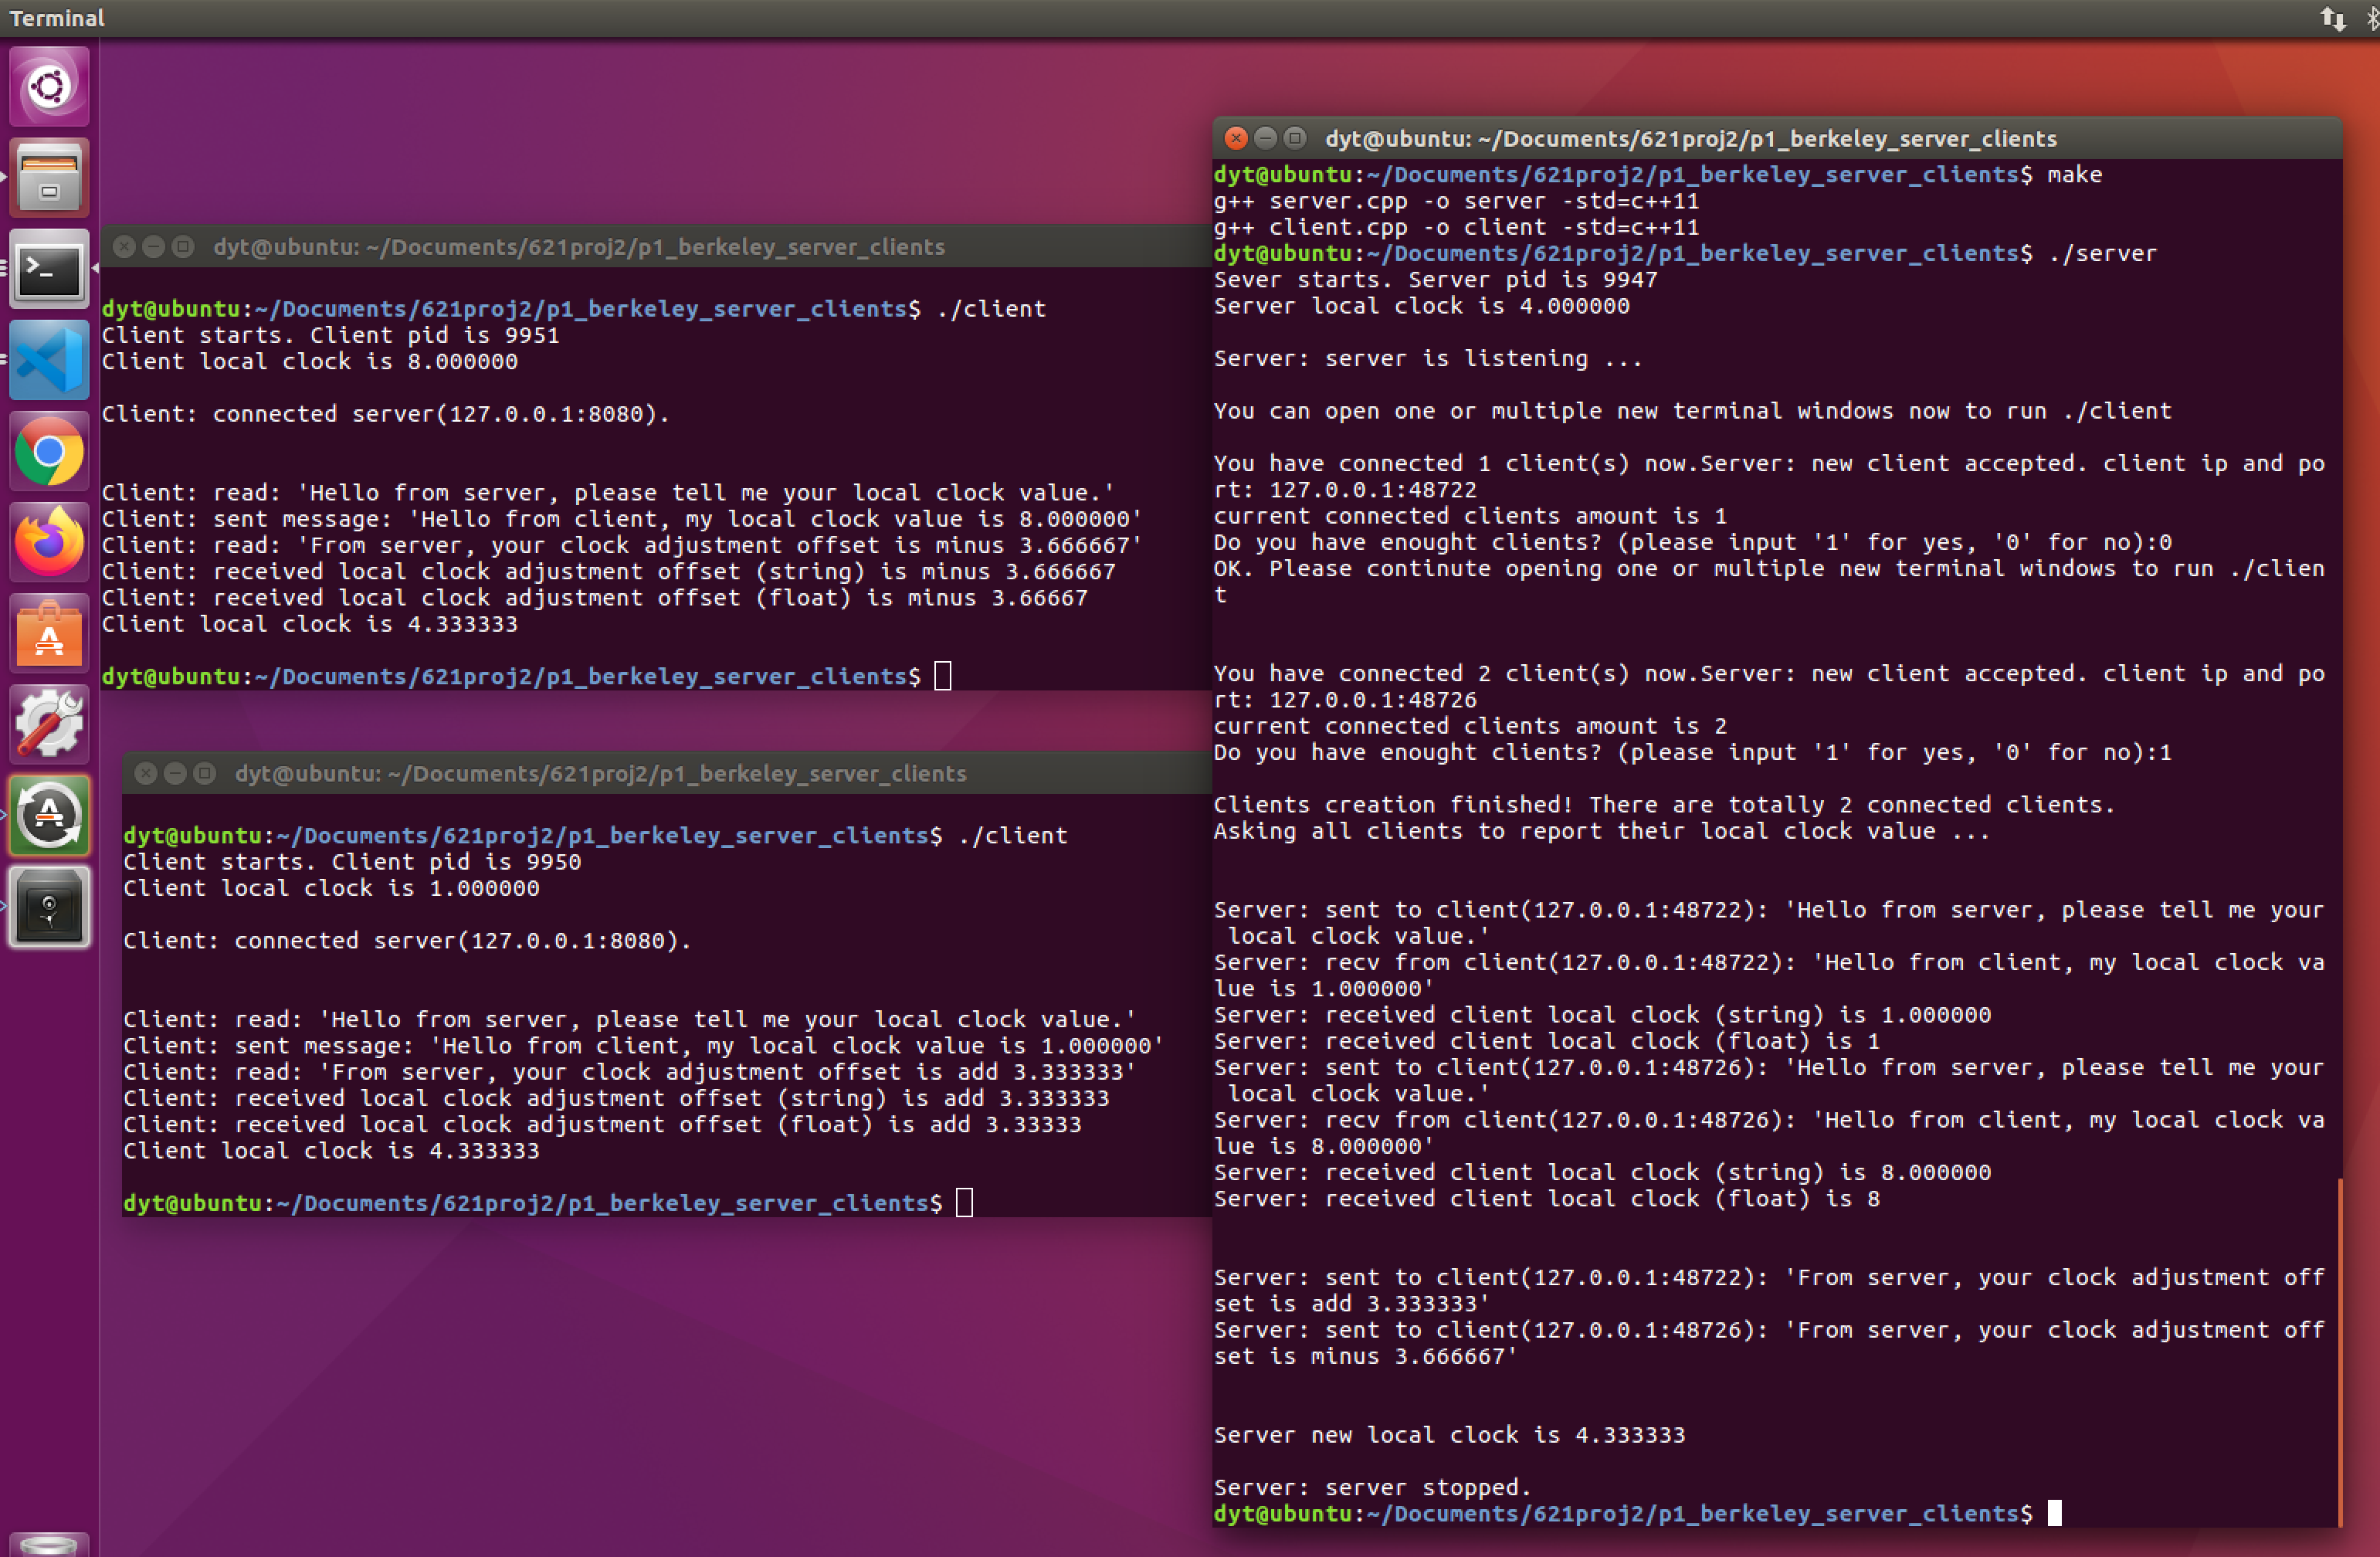 Terminal
dyt@ubuntu: ~/Documents/621proj2/p1_berkeley_server_clients
dyt@ubuntu:~/Documents/621proj2/p1_berkeley_server_clients$ ./client
Client starts. Client pid is 9951
Client local clock is 8.000000
Client: connected server(127.0.0.1:8080).
Client: read: 'Hello from server, please tell me your local clock value.'
Client: sent message: 'Hello from client, my local clock value is 8.000000'
Client: read: 'From server, your clock adjustment offset is minus 3.666667'
Client: received local clock adjustment offset (string) is minus 3.666667
Client: received local clock adjustment offset (float) is minus 3.66667
Client local clock is 4.333333
dyt@ubuntu:~/Documents/621proj2/p1_berkeley_server_clients$
dyt@ubuntu: ~/Documents/621proj2/p1_berkeley_server_clients
dyt@ubuntu:~/Documents/621proj2/p1_berkeley_server_clients$ ./client
Client starts. Client pid is 9950
Client local clock is 1.000000
Client: connected server(127.0.0.1:8080).
Client: read: 'Hello from server, please tell me your local clock value.'
Client: sent message: 'Hello from client, my local clock value is 1.000000'
Client: read: 'From server, your clock adjustment offset is add 3.333333'
Client: received local clock adjustment offset (string) is add 3.333333
Client: received local clock adjustment offset (float) is add 3.33333
Client local clock is 4.333333
dyt@ubuntu:~/Documents/621proj2/p1_berkeley_server_clients$
dyt@ubuntu: ~/Documents/621proj2/p1_berkeley_server_clients
dyt@ubuntu:~/Documents/621proj2/p1_berkeley_server_clients$ make
g++ server.cpp -o server -std=c++11
g++ client.cpp -o client -std=c++11
dyt@ubuntu:~/Documents/621proj2/p1_berkeley_server_clients$ ./server
Sever starts. Server pid is 9947
Server local clock is 4.000000
Server: server is listening ...
You can open one or multiple new terminal windows now to run ./client
You have connected 1 client(s) now.Server: new client accepted. client ip and po
rt: 127.0.0.1:48722
current connected clients amount is 1
Do you have enought clients? (please input '1' for yes, '0' for no):0
OK. Please continute opening one or multiple new terminal windows to run ./clien
t
You have connected 2 client(s) now.Server: new client accepted. client ip and po
rt: 127.0.0.1:48726
current connected clients amount is 2
Do you have enought clients? (please input '1' for yes, '0' for no):1
Clients creation finished! There are totally 2 connected clients.
Asking all clients to report their local clock value ...
Server: sent to client(127.0.0.1:48722): 'Hello from server, please tell me your
 local clock value.'
Server: recv from client(127.0.0.1:48722): 'Hello from client, my local clock va
lue is 1.000000'
Server: received client local clock (string) is 1.000000
Server: received client local clock (float) is 1
Server: sent to client(127.0.0.1:48726): 'Hello from server, please tell me your
 local clock value.'
Server: recv from client(127.0.0.1:48726): 'Hello from client, my local clock va
lue is 8.000000'
Server: received client local clock (string) is 8.000000
Server: received client local clock (float) is 8
Server: sent to client(127.0.0.1:48722): 'From server, your clock adjustment off
set is add 3.333333'
Server: sent to client(127.0.0.1:48726): 'From server, your clock adjustment off
set is minus 3.666667'
Server new local clock is 4.333333
Server: server stopped.
dyt@ubuntu:~/Documents/621proj2/p1_berkeley_server_clients$